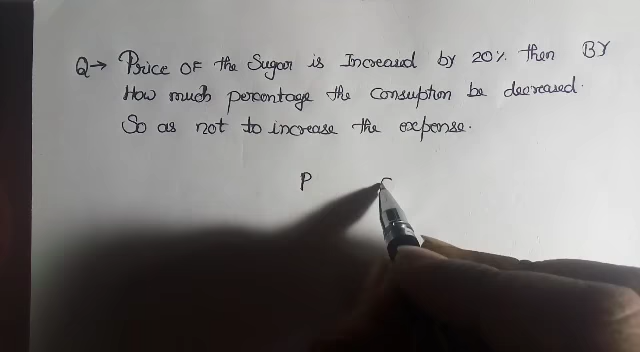 Q→ Price OF the Sugar is Increased by 20% then BY
How much percentage the Consuption be decreased.
So as not to increase the expense.
P C